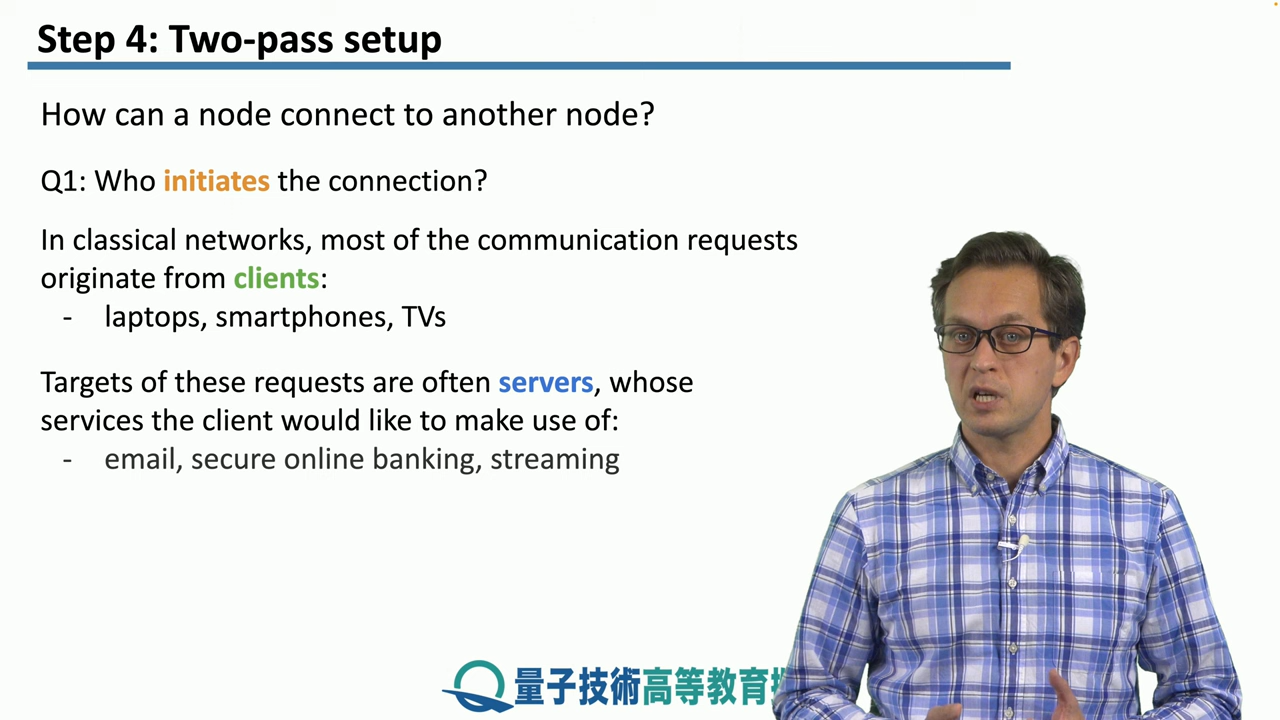 Step 4: Two-pass setup
How can a node connect to another node?
Q1: Who initiates the connection?
In classical networks, most of the communication requests
originate from clients:
- laptops, smartphones, TVs
Targets of these requests are often servers, whose
services the client would like to make use of:
- email, secure online banking, streaming
量子技術高等教育